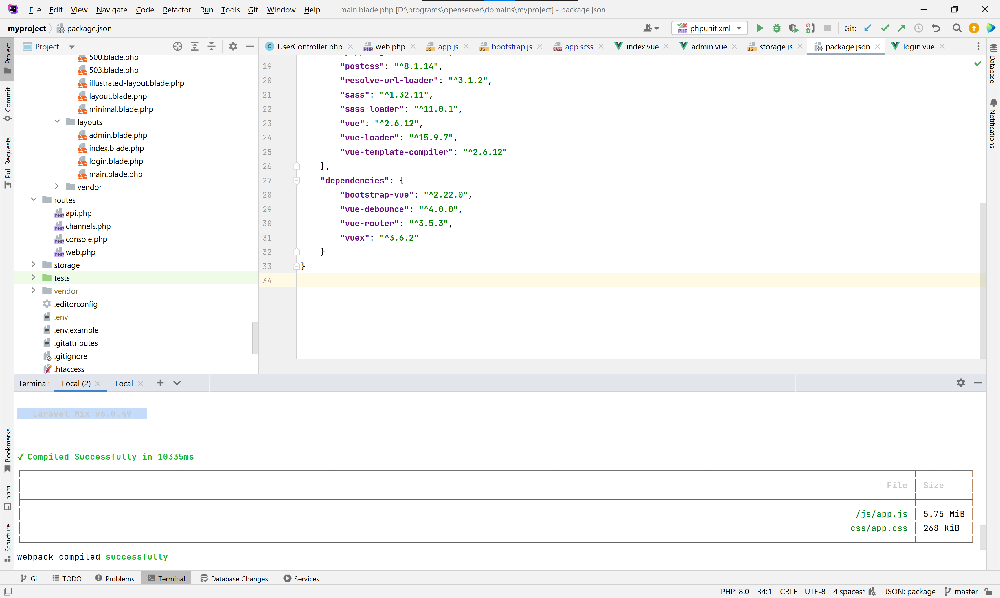 File Edit View Navigate Code Refactor Run Tools Git Window Help main.blade.php [D:\programs\openserver\domains\myproject] - package.json
myproject package.json phpunit.xml Git:
Project
UserController.php web.php app.js bootstrap.js app.scss index.vue admin.vue storage.js package.json login.vue
Project
Commit
Pull Requests
Bookmarks
npm
Structure
Database
Notifications
500.blade.php
503.blade.php
illustrated-layout.blade.php
layout.blade.php
minimal.blade.php
layouts
admin.blade.php
index.blade.php
login.blade.php
main.blade.php
vendor
routes
api.php
channels.php
console.php
web.php
storage
tests
vendor
.editorconfig
.env
.env.example
.gitattributes
.gitignore
.htaccess
19 "postcss": "^8.1.14",
20 "resolve-url-loader": "^3.1.2",
21 "sass": "^1.32.11",
22 "sass-loader": "^11.0.1",
23 "vue": "^2.6.12",
24 "vue-loader": "^15.9.7",
25 "vue-template-compiler": "^2.6.12"
26 },
27 "dependencies": {
28 "bootstrap-vue": "^2.22.0",
29 "vue-debounce": "^4.0.0",
30 "vue-router": "^3.5.3",
31 "vuex": "^3.6.2"
32 }
33 }
34
Terminal: Local (2) Local
Laravel Mix v6.0.49
✔ Compiled Successfully in 10335ms
File Size
/js/app.js 5.75 MiB
css/app.css 268 KiB
webpack compiled successfully
Git TODO Problems Terminal Database Changes Services
PHP: 8.0 34:1 CRLF UTF-8 4 spaces* JSON: package master